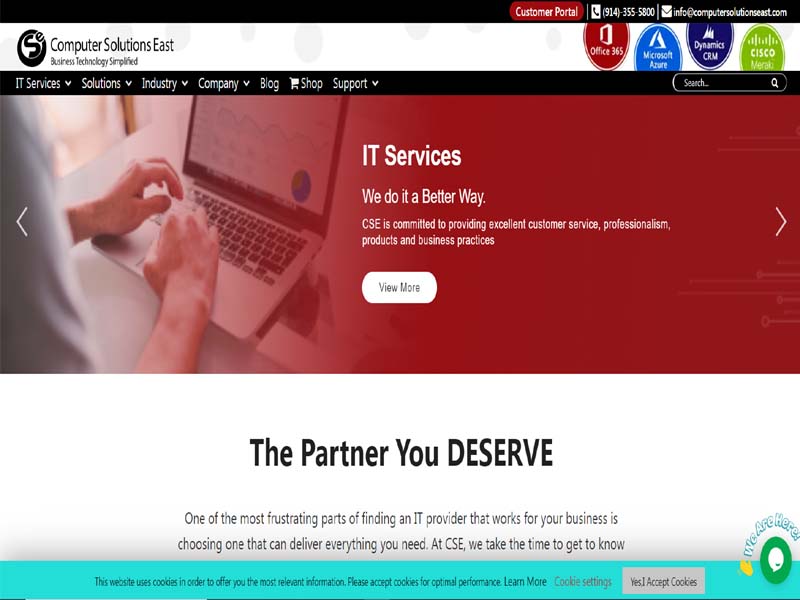 Customer Portal (914)-355-5800 info@computersolutionseast.com
Computer Solutions East
Business Technology Simplified
Office 365
Microsoft
Azure
Dynamics
CRM
CISCO
Meraki
IT Services Solutions Industry Company Blog Shop Support Search...
IT Services
We do it a Better Way.
CSE is committed to providing excellent customer service, professionalism,
products and business practices
View More
The Partner You DESERVE
One of the most frustrating parts of finding an IT provider that works for your business is
choosing one that can deliver everything you need. At CSE, we take the time to get to know
We Are Here!
This website uses cookies in order to offer you the most relevant information. Please accept cookies for optimal performance. Learn More Cookie settings Yes,I Accept Cookies